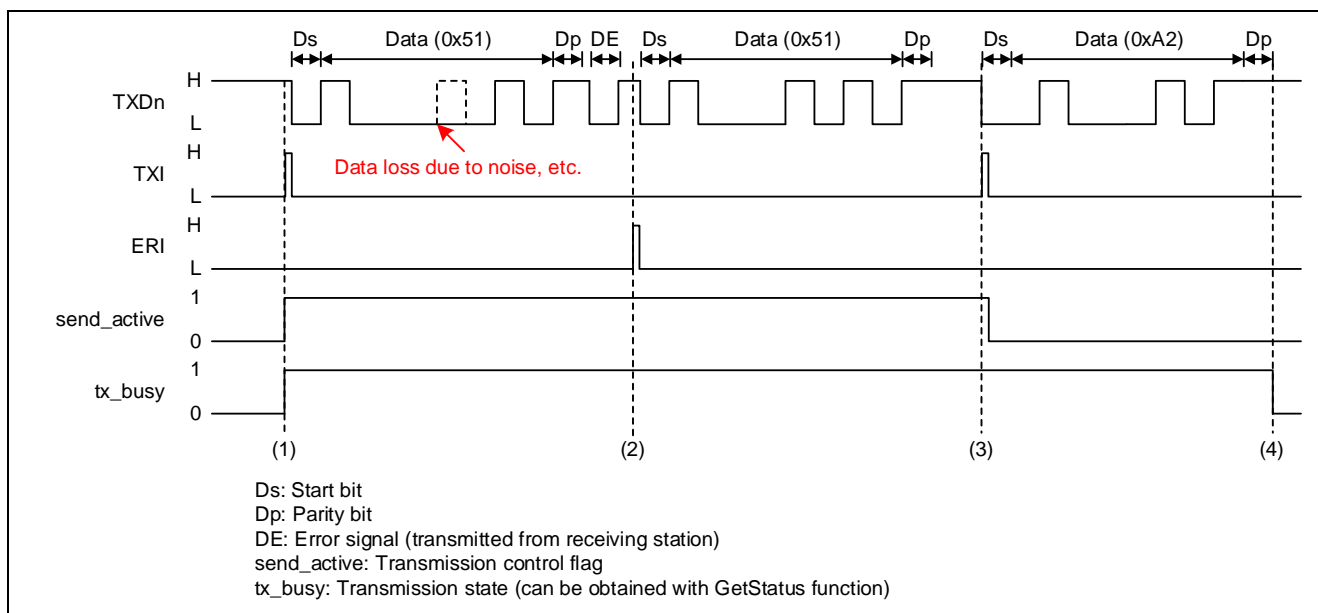 Ds Data (0x51) Dp DE Ds Data (0x51) Dp Ds Data (0xA2) Dp
H
TXDn
L
Data loss due to noise, etc.
H
TXI
L
H
ERI
L
1
send_active
0
1
tx_busy
0
(1) (2) (3) (4)
Ds: Start bit
Dp: Parity bit
DE: Error signal (transmitted from receiving station)
send_active: Transmission control flag
tx_busy: Transmission state (can be obtained with GetStatus function)